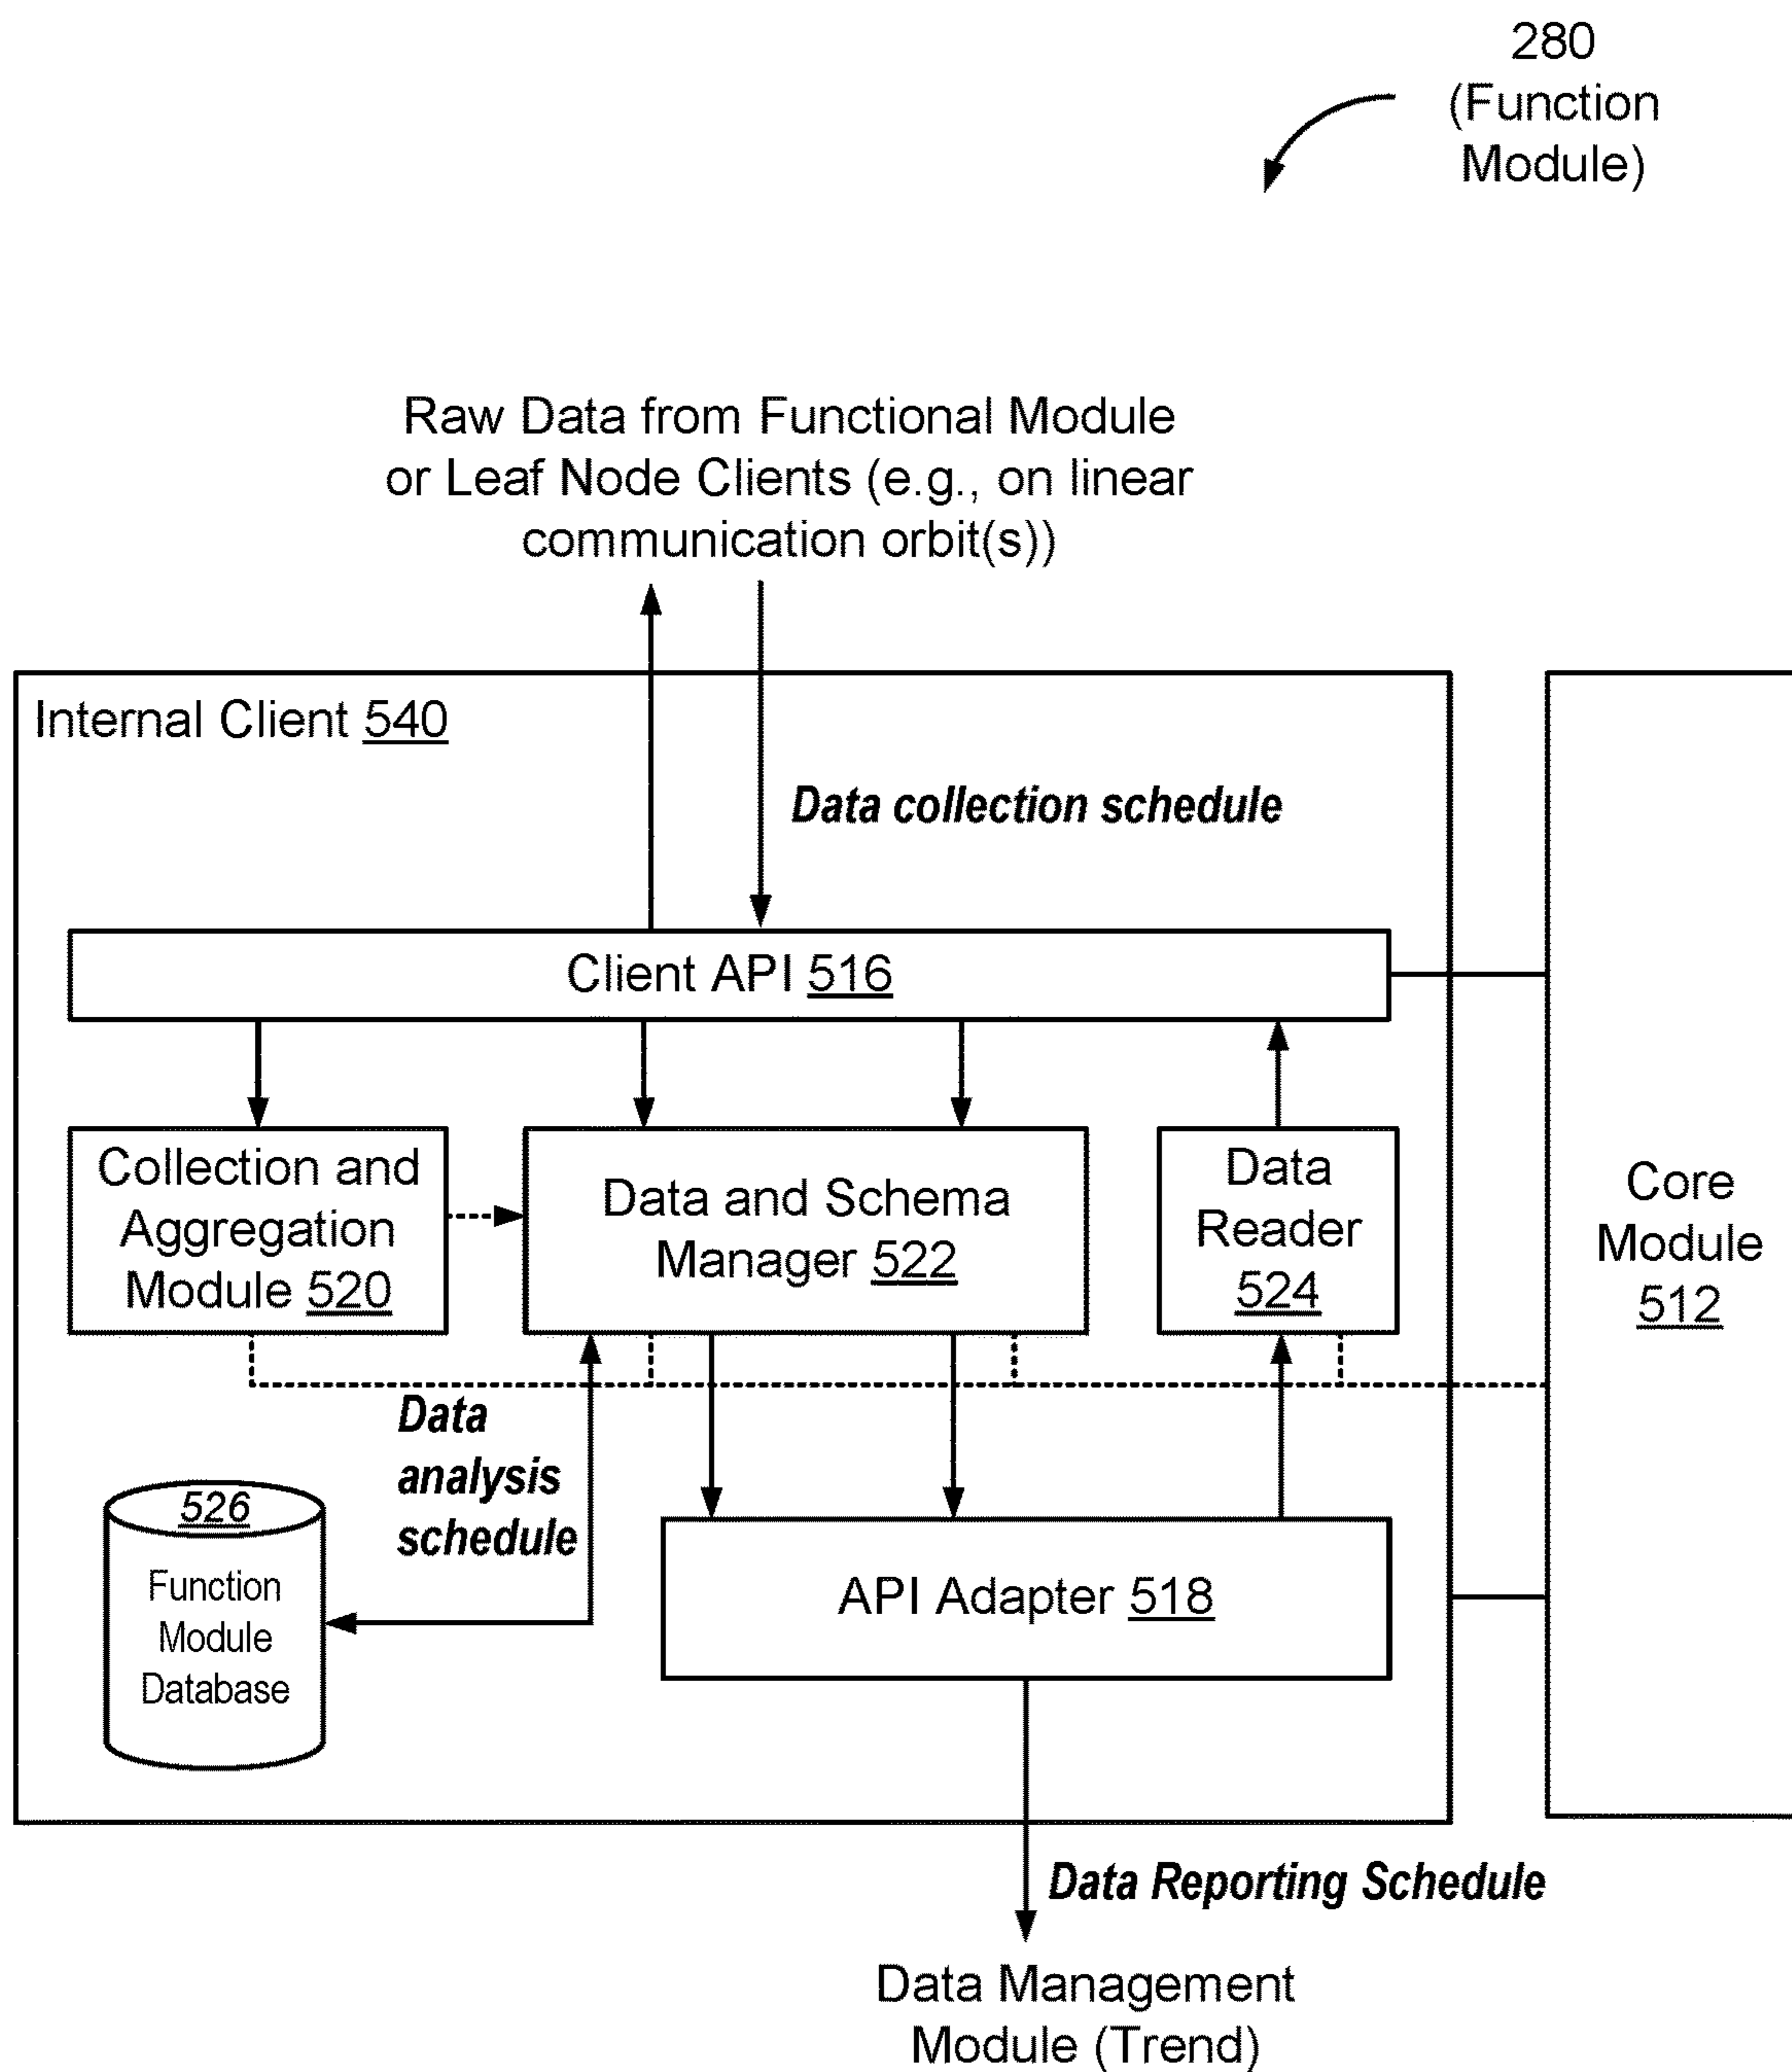 280
(Function
Module)
Raw Data from Functional Module
or Leaf Node Clients (e.g., on linear
communication orbit(s))
Internal Client 540
Data collection schedule
Client API 516
Collection and
Aggregation
Module 520
Data and Schema
Manager 522
Data
Reader
524
Core
Module
512
Data
analysis
schedule
526
Function
Module
Database
API Adapter 518
Data Reporting Schedule
Data Management
Module (Trend)